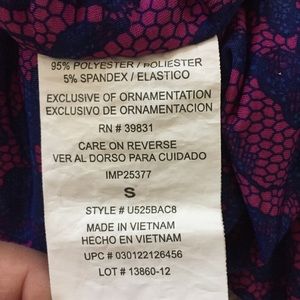 95% POLYESTER / POLIESTER
5% SPANDEX / ELASTICO
EXCLUSIVE OF ORNAMENTATION
EXCLUSIVO DE ORNAMENTACION
RN # 39831
CARE ON REVERSE
VER AL DORSO PARA CUIDADO
IMP25377
S
STYLE # U525BAC8
MADE IN VIETNAM
HECHO EN VIETNAM
UPC # 030122126456
LOT # 13860-12